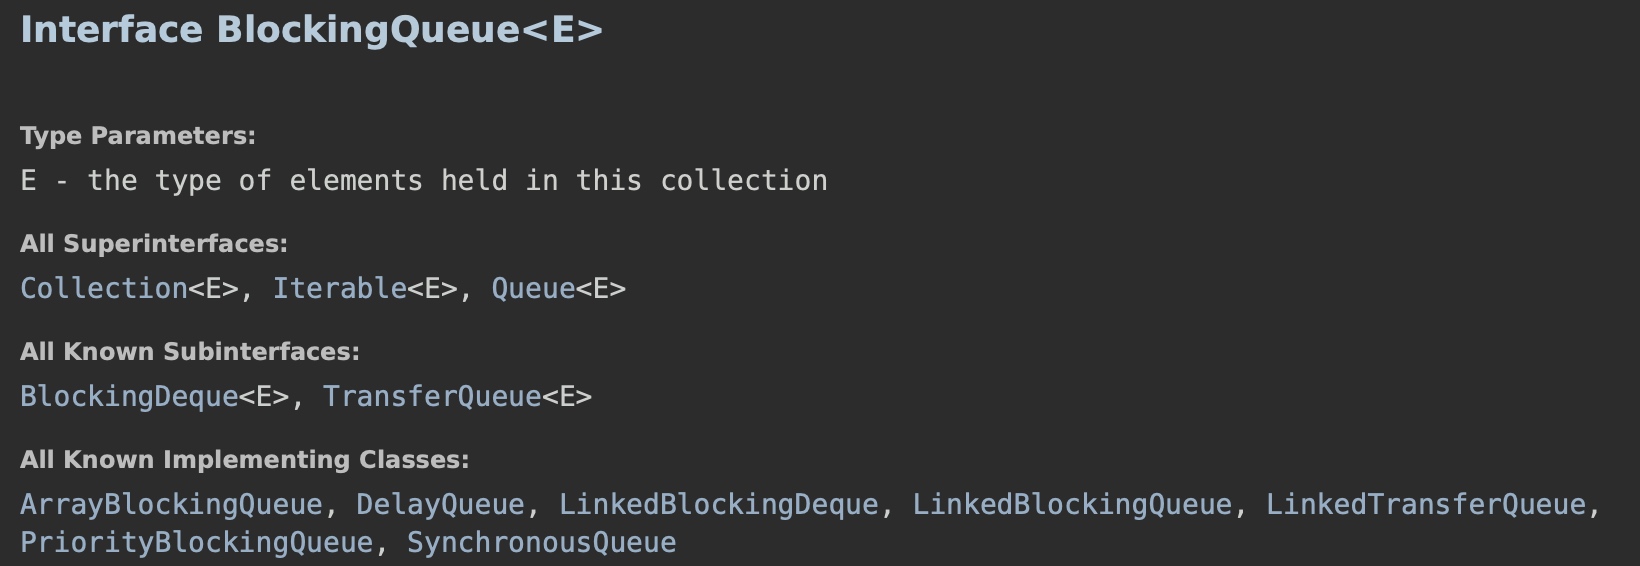 Interface BlockingQueue<E>
Type Parameters:
E - the type of elements held in this collection
All Superinterfaces:
Collection<E>, Iterable<E>, Queue<E>
All Known Subinterfaces:
BlockingDeque<E>, TransferQueue<E>
All Known Implementing Classes:
ArrayBlockingQueue, DelayQueue, LinkedBlockingDeque, LinkedBlockingQueue, LinkedTransferQueue,
PriorityBlockingQueue, SynchronousQueue